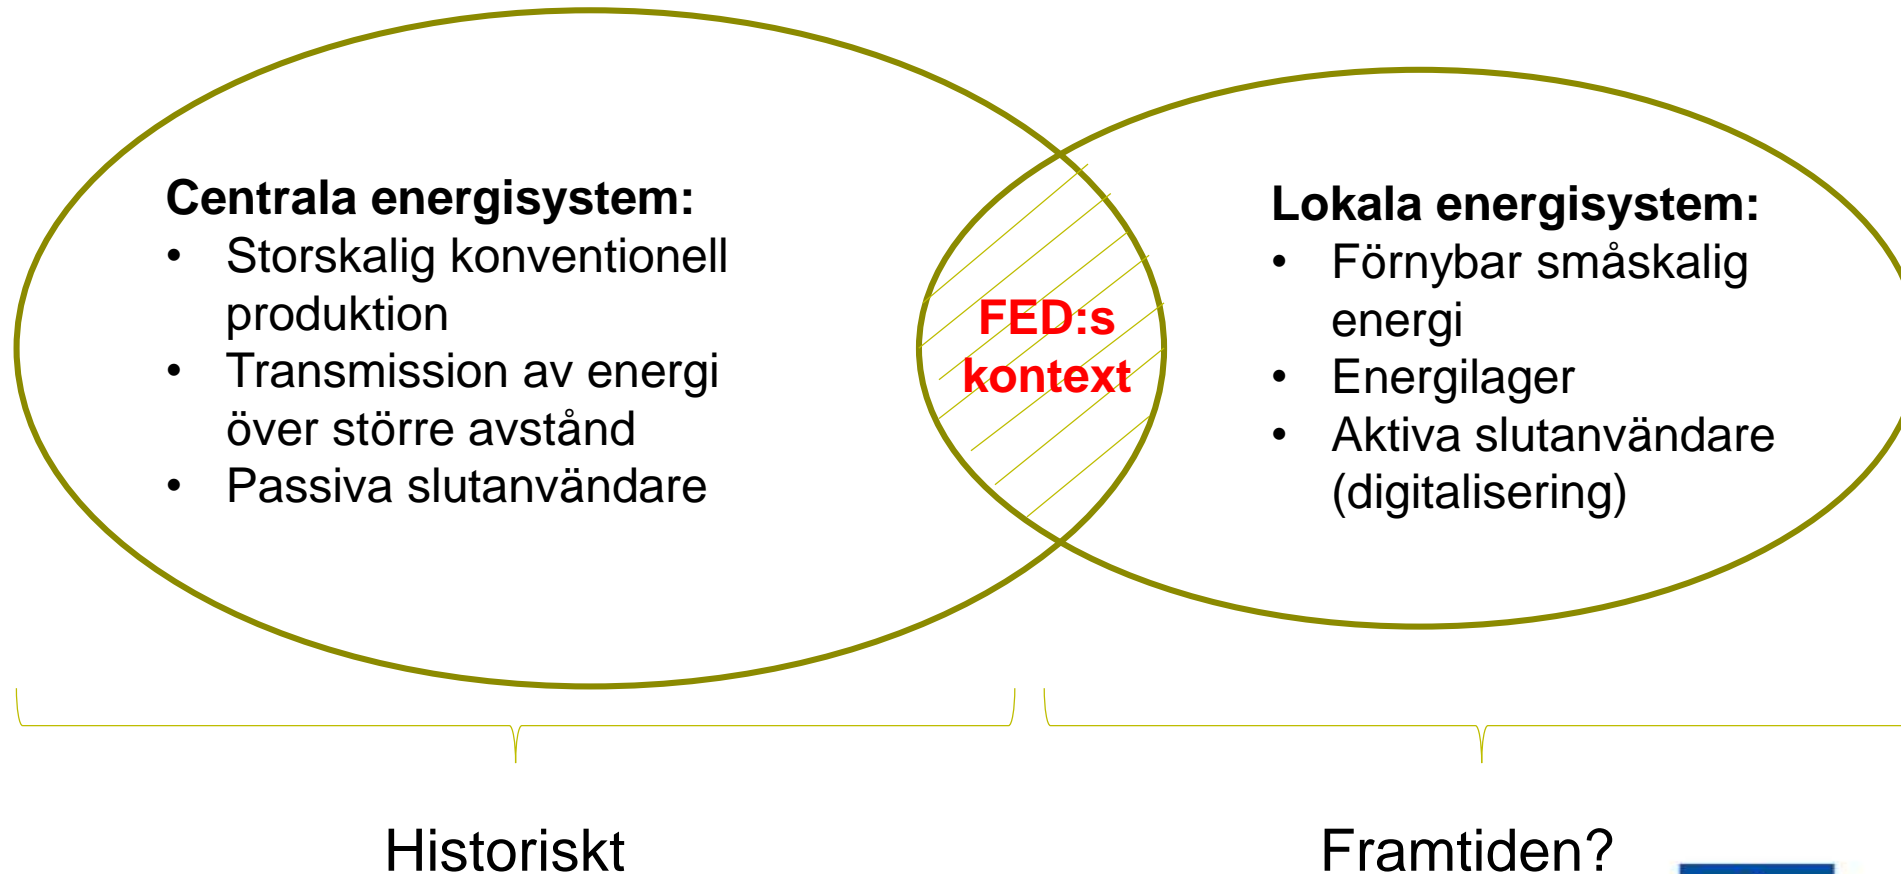 Centrala energisystem:
• Storskalig konventionell
produktion
• Transmission av energi
över större avstånd
• Passiva slutanvändare
FED:s
kontext
Lokala energisystem:
• Förnybar småskalig
energi
• Energilager
• Aktiva slutanvändare
(digitalisering)
Historiskt
Framtiden?